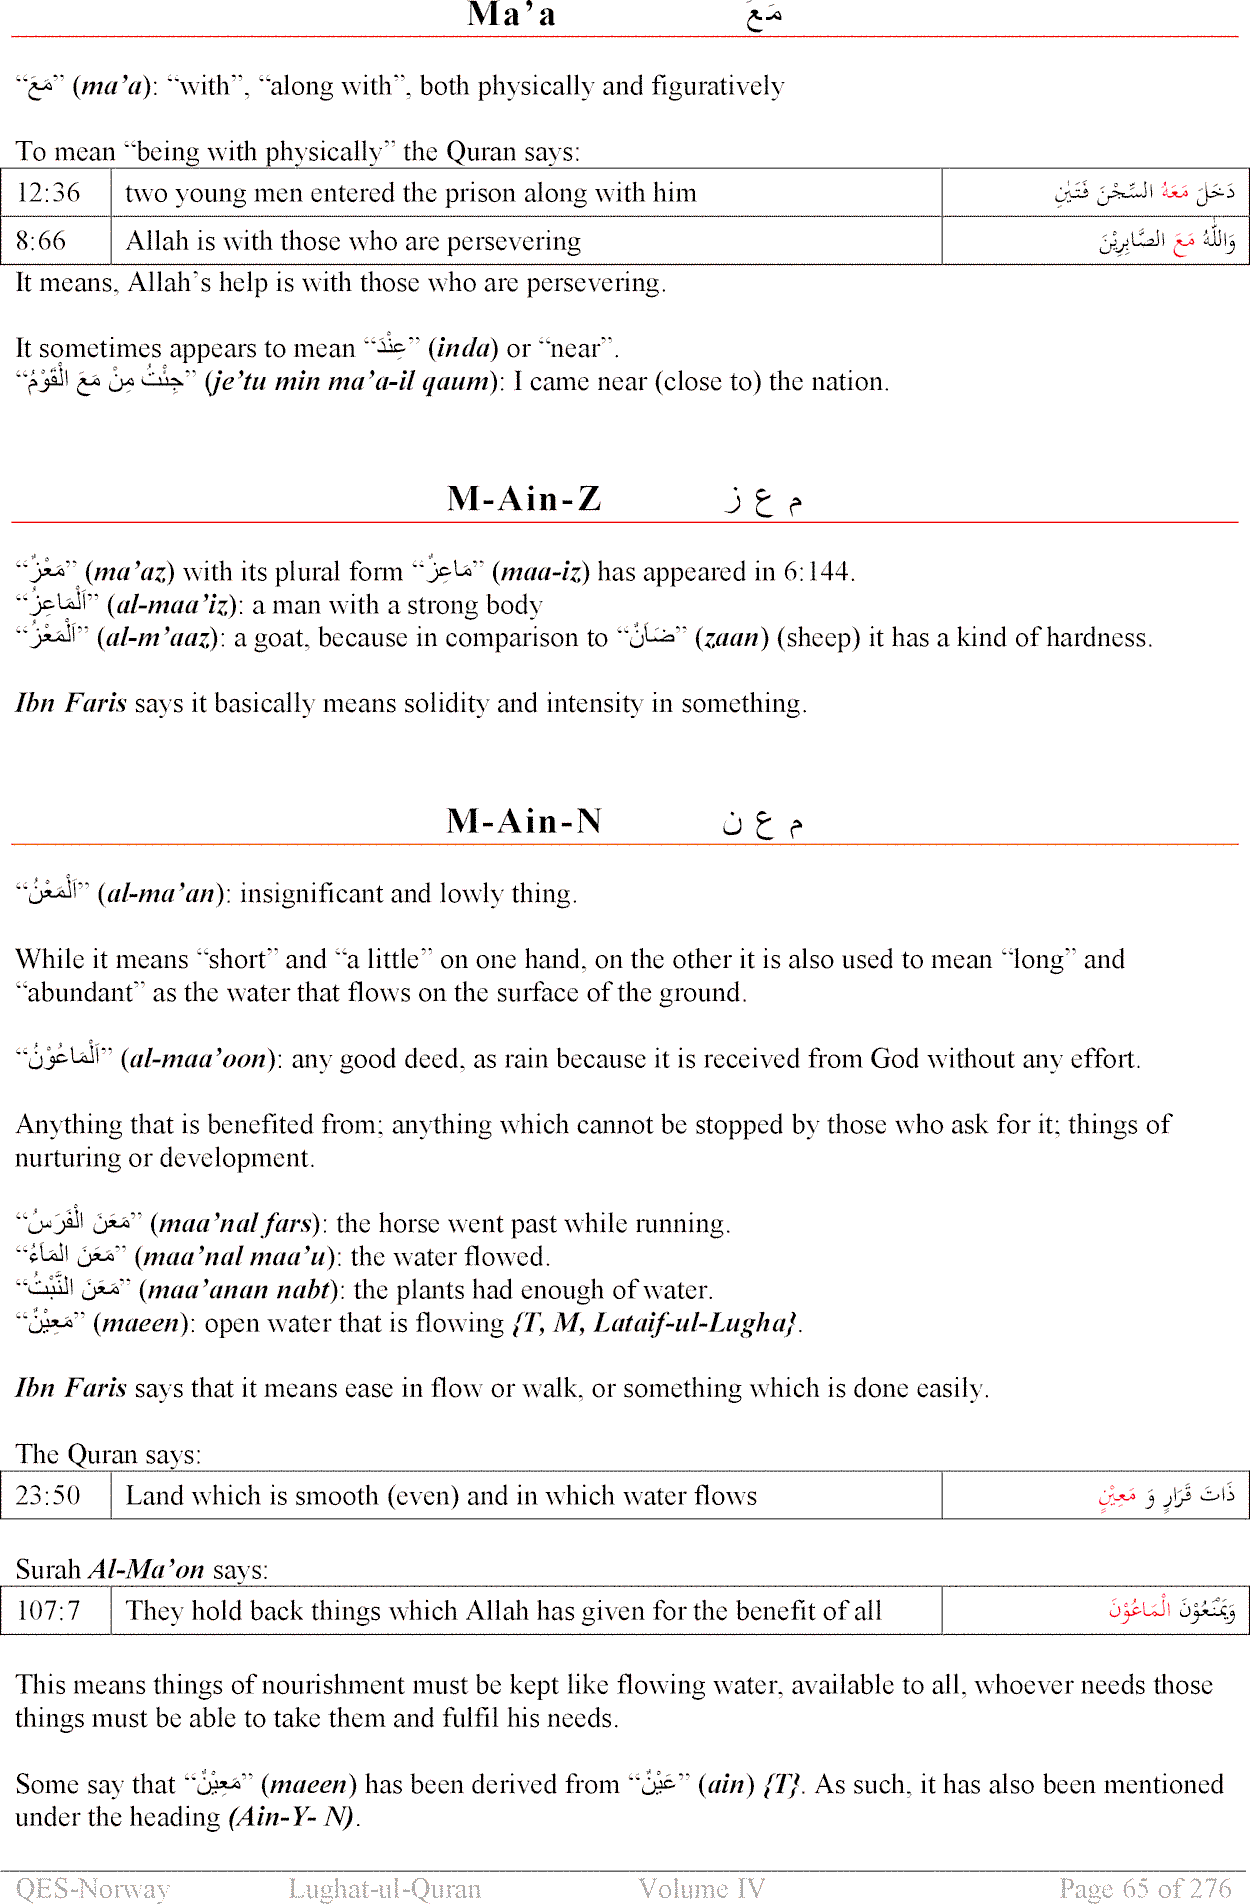 Ma’a مَعَ
“مَعَ” (ma’a): “with”, “along with”, both physically and figuratively
To mean “being with physically” the Quran says:
12:36 two young men entered the prison along with him دَخَلَ مَعَهُ السِّجْنَ فَتَيٰنِ
8:66 Allah is with those who are persevering وَاللّٰهُ مَعَ الصَّابِرِيْنَ
It means, Allah’s help is with those who are persevering.
It sometimes appears to mean “عِنْدَ” (inda) or “near”.
“جِئْتُ مِنْ مَعَ الْقَوْمُ” (je’tu min ma’a-il qaum): I came near (close to) the nation.
M-Ain-Z م ع ز
“مَعْزٌ” (ma’az) with its plural form “مَاعِزٌ” (maa-iz) has appeared in 6:144.
“اَلْمَاعِزُ” (al-maa’iz): a man with a strong body
“اَلْمَعْزُ” (al-m’aaz): a goat, because in comparison to “ضَأنٌ” (zaan) (sheep) it has a kind of hardness.
Ibn Faris says it basically means solidity and intensity in something.
M-Ain-N م ع ن
“اَلْمَعْنُ” (al-ma’an): insignificant and lowly thing.
While it means “short” and “a little” on one hand, on the other it is also used to mean “long” and
“abundant” as the water that flows on the surface of the ground.
“اَلْمَاعُوْنُ” (al-maa’oon): any good deed, as rain because it is received from God without any effort.
Anything that is benefited from; anything which cannot be stopped by those who ask for it; things of
nurturing or development.
“مَعَنَ الْفَرَسُ” (maa’nal fars): the horse went past while running.
“مَعَنَ المَآءُ” (maa’nal maa’u): the water flowed.
“مَعَنَ النَّبْتُ” (maa’anan nabt): the plants had enough of water.
“مَعِيْنٌ” (maeen): open water that is flowing {T, M, Lataif-ul-Lugha}.
Ibn Faris says that it means ease in flow or walk, or something which is done easily.
The Quran says:
23:50 Land which is smooth (even) and in which water flows ذَاتَ قَرَارٍ وَ مَعِيْنٍ
Surah Al-Ma’on says:
107:7 They hold back things which Allah has given for the benefit of all وَيَمْنَعُوْنَ الْمَاعُوْنَ
This means things of nourishment must be kept like flowing water, available to all, whoever needs those
things must be able to take them and fulfil his needs.
Some say that “مَعِيْنٌ” (maeen) has been derived from “عَيْنٌ” (ain) {T}. As such, it has also been mentioned
under the heading (Ain-Y- N).
QES-Norway Lughat-ul-Quran Volume IV Page 65 of 276